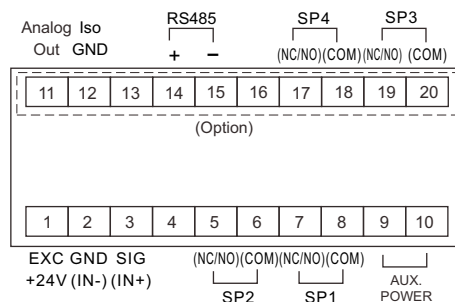 RS485 SP4 SP3
Analog Iso
Out GND
+ − (NC/NO) (COM) (NC/NO) (COM)
11 12 13 14 15 16 17 18 19 20
(Option)
1 2 3 4 5 6 7 8 9 10
EXC GND SIG (NC/NO) (COM) (NC/NO) (COM)
+24V (IN-) (IN+)
SP2 SP1 AUX.
POWER